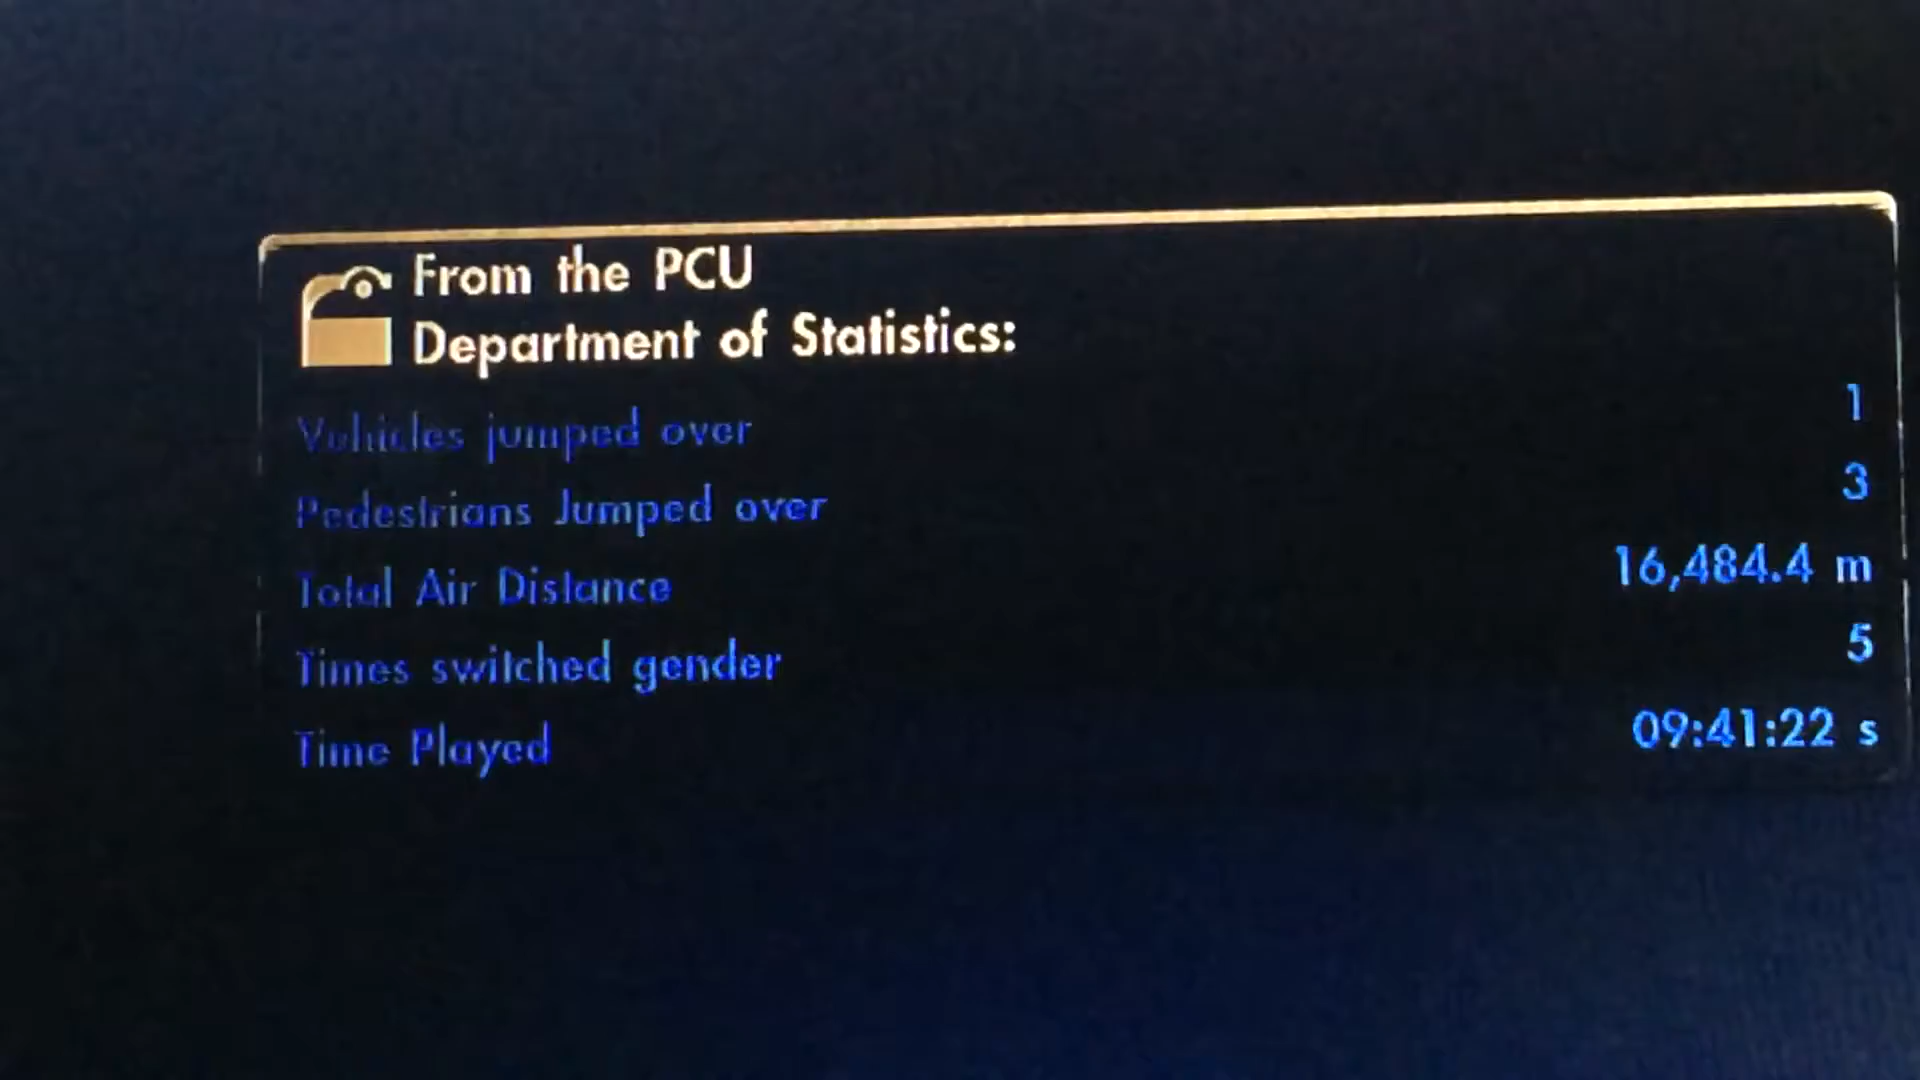 From the PCU
Department of Statistics:
Vehicles jumped over 1
Pedestrians Jumped over 3
Total Air Distance 16,484.4 m
Times switched gender 5
Time Played 09:41:22 s